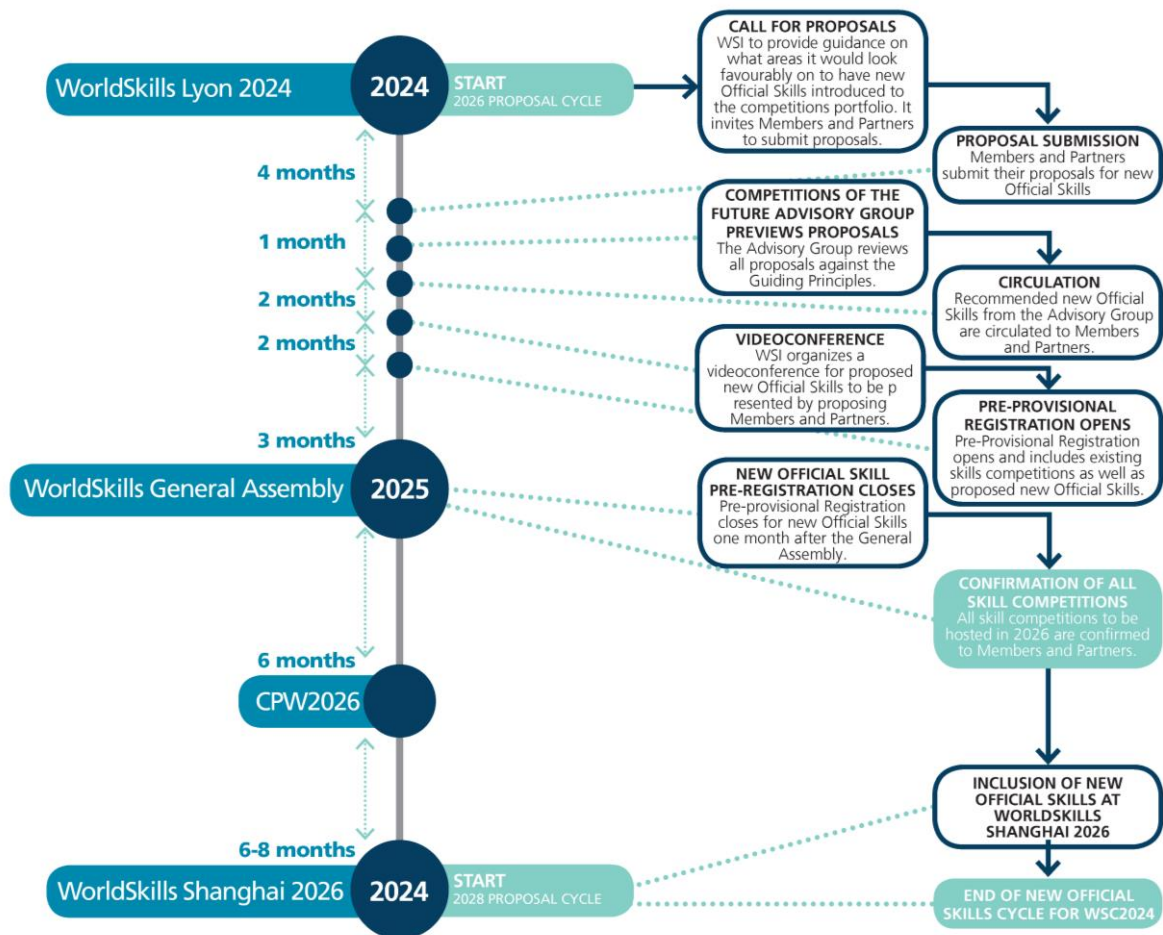 WorldSkills Lyon 2024
2024
START
2026 PROPOSAL CYCLE
CALL FOR PROPOSALS
WSI to provide guidance on
what areas it would look
favourably on to have new
Official Skills introduced to
the competitions portfolio. It
invites Members and Partners
to submit proposals.
PROPOSAL SUBMISSION
Members and Partners
submit their proposals for new
Official Skills
4 months
COMPETITIONS OF THE
FUTURE ADVISORY GROUP
PREVIEWS PROPOSALS
The Advisory Group reviews
all proposals against the
Guiding Principles.
1 month
CIRCULATION
Recommended new Official
Skills from the Advisory Group
are circulated to Members
and Partners.
2 months
VIDEOCONFERENCE
WSI organizes a
videoconference for proposed
new Official Skills to be p
resented by proposing
Members and Partners.
2 months
PRE-PROVISIONAL
REGISTRATION OPENS
Pre-Provisional Registration
opens and includes existing
skills competitions as well as
proposed new Official Skills.
3 months
WorldSkills General Assembly
2025
NEW OFFICIAL SKILL
PRE-REGISTRATION CLOSES
Pre-provisional Registration
closes for new Official Skills
one month after the General
Assembly.
CONFIRMATION OF ALL
SKILL COMPETITIONS
All skill competitions to be
hosted in 2026 are confirmed
to Members and Partners.
6 months
CPW2026
INCLUSION OF NEW
OFFICIAL SKILLS AT
WORLDSKILLS
SHANGHAI 2026
6-8 months
WorldSkills Shanghai 2026
2024
START
2028 PROPOSAL CYCLE
END OF NEW OFFICIAL
SKILLS CYCLE FOR WSC2024